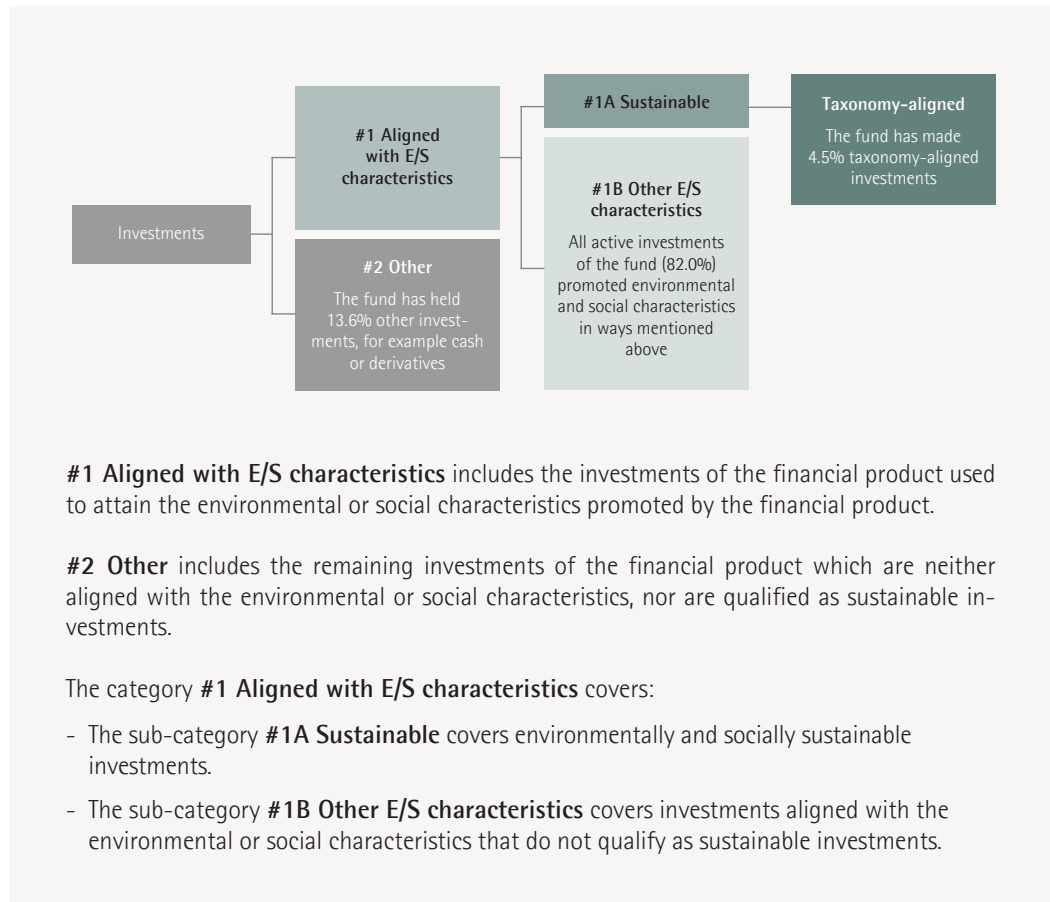 Investments
#1 Aligned
with E/S
characteristics
#2 Other
The fund has held
13.6% other invest-
ments, for example cash
or derivatives
#1A Sustainable
#1B Other E/S
characteristics
All active investments
of the fund (82.0%)
promoted environmental
and social characteristics
in ways mentioned
above
Taxonomy-aligned
The fund has made
4.5% taxonomy-aligned
investments
#1 Aligned with E/S characteristics includes the investments of the financial product used
to attain the environmental or social characteristics promoted by the financial product.
#2 Other includes the remaining investments of the financial product which are neither
aligned with the environmental or social characteristics, nor are qualified as sustainable in-
vestments.
The category #1 Aligned with E/S characteristics covers:
- The sub-category #1A Sustainable covers environmentally and socially sustainable
investments.
- The sub-category #1B Other E/S characteristics covers investments aligned with the
environmental or social characteristics that do not qualify as sustainable investments.